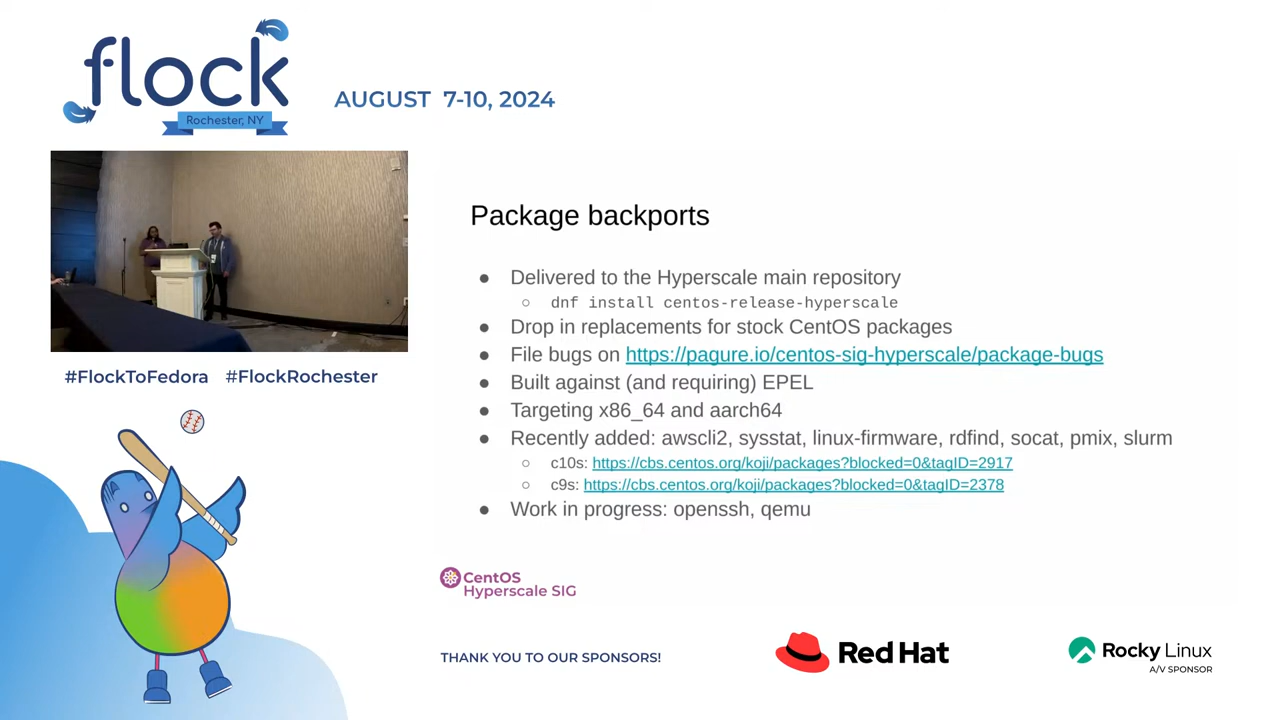 flock
Rochester, NY
AUGUST 7-10, 2024
#FlockToFedora #FlockRochester
Package backports
● Delivered to the Hyperscale main repository
○ dnf install centos-release-hyperscale
● Drop in replacements for stock CentOS packages
● File bugs on https://pagure.io/centos-sig-hyperscale/package-bugs
● Built against (and requiring) EPEL
● Targeting x86_64 and aarch64
● Recently added: awscli2, sysstat, linux-firmware, rdfind, socat, pmix, slurm
○ c10s: https://cbs.centos.org/koji/packages?blocked=0&tagID=2917
○ c9s: https://cbs.centos.org/koji/packages?blocked=0&tagID=2378
● Work in progress: openssh, qemu
CentOS
Hyperscale SIG
THANK YOU TO OUR SPONSORS!
Red Hat
Rocky Linux
A/V SPONSOR